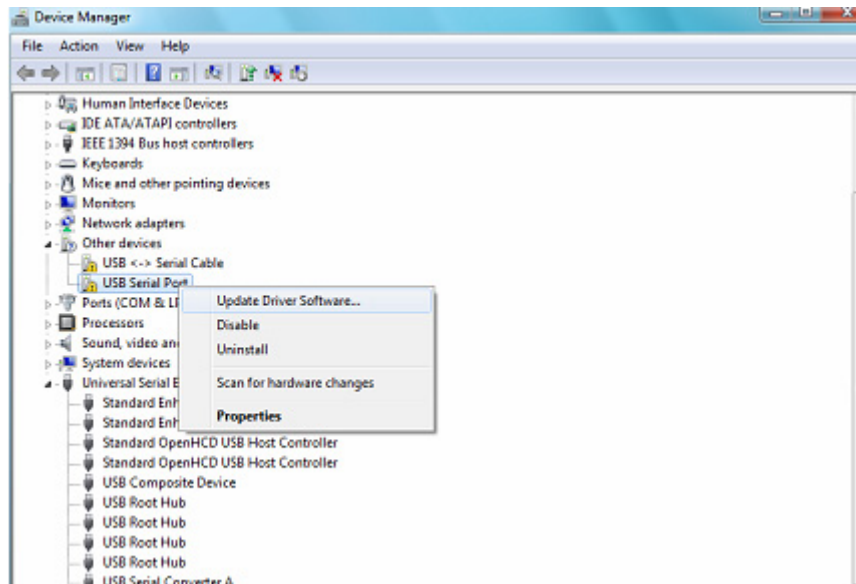 Device Manager
File Action View Help
Human Interface Devices
IDE ATA/ATAPI controllers
IEEE 1394 Bus host controllers
Keyboards
Mice and other pointing devices
Monitors
Network adapters
Other devices
USB <-> Serial Cable
USB Serial Port
Update Driver Software...
Ports (COM & LP
Disable
Processors
Uninstall
Sound, video an
System devices
Scan for hardware changes
Universal Serial B
Standard Enh
Properties
Standard Enh
Standard OpenHCD USB Host Controller
Standard OpenHCD USB Host Controller
USB Composite Device
USB Root Hub
USB Root Hub
USB Root Hub
USB Root Hub
USB Serial Converter A